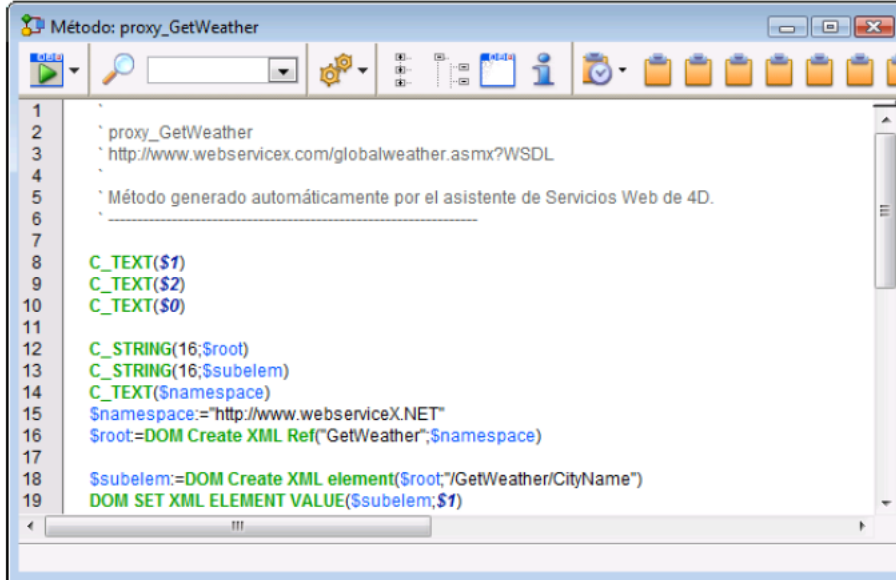 Método: proxy_GetWeather
1 `
2 ` proxy_GetWeather
3 ` http://www.webservicex.com/globalweather.asmx?WSDL
4 `
5 ` Método generado automáticamente por el asistente de Servicios Web de 4D.
6 ` ------------------------------------------------------------------
7
8 C_TEXT($1)
9 C_TEXT($2)
10 C_TEXT($0)
11
12 C_STRING(16;$root)
13 C_STRING(16;$subelem)
14 C_TEXT($namespace)
15 $namespace:="http://www.webserviceX.NET"
16 $root:=DOM Create XML Ref("GetWeather";$namespace)
17
18 $subelem:=DOM Create XML element($root;"/GetWeather/CityName")
19 DOM SET XML ELEMENT VALUE($subelem;$1)